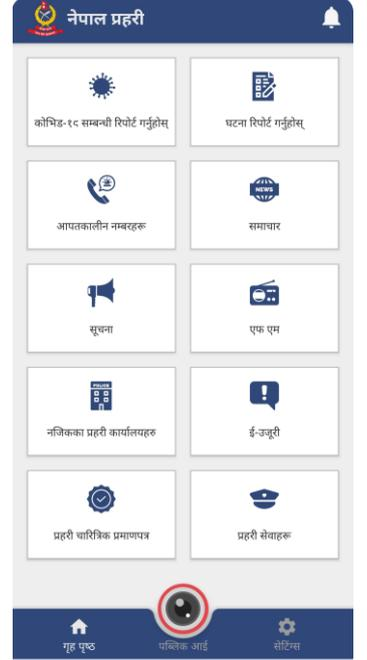 नेपाल प्रहरी
कोभिड-१९ सम्बन्धी रिपोर्ट गर्नुहोस्
घटना रिपोर्ट गर्नुहोस्
आपतकालीन नम्बरहरू
NEWS
समाचार
सूचना
एफ एम
POLICE
नजिकका प्रहरी कार्यालयहरु
ई-उजूरी
प्रहरी चारित्रिक प्रमाणपत्र
प्रहरी सेवाहरू
गृह पृष्ठ
पब्लिक आई
सेटिंग्स